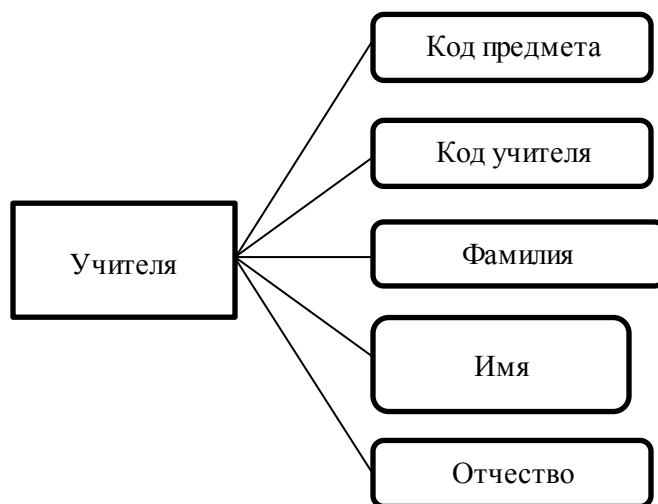 Код предмета
Код учителя
Учителя
Фамилия
Имя
Отчество